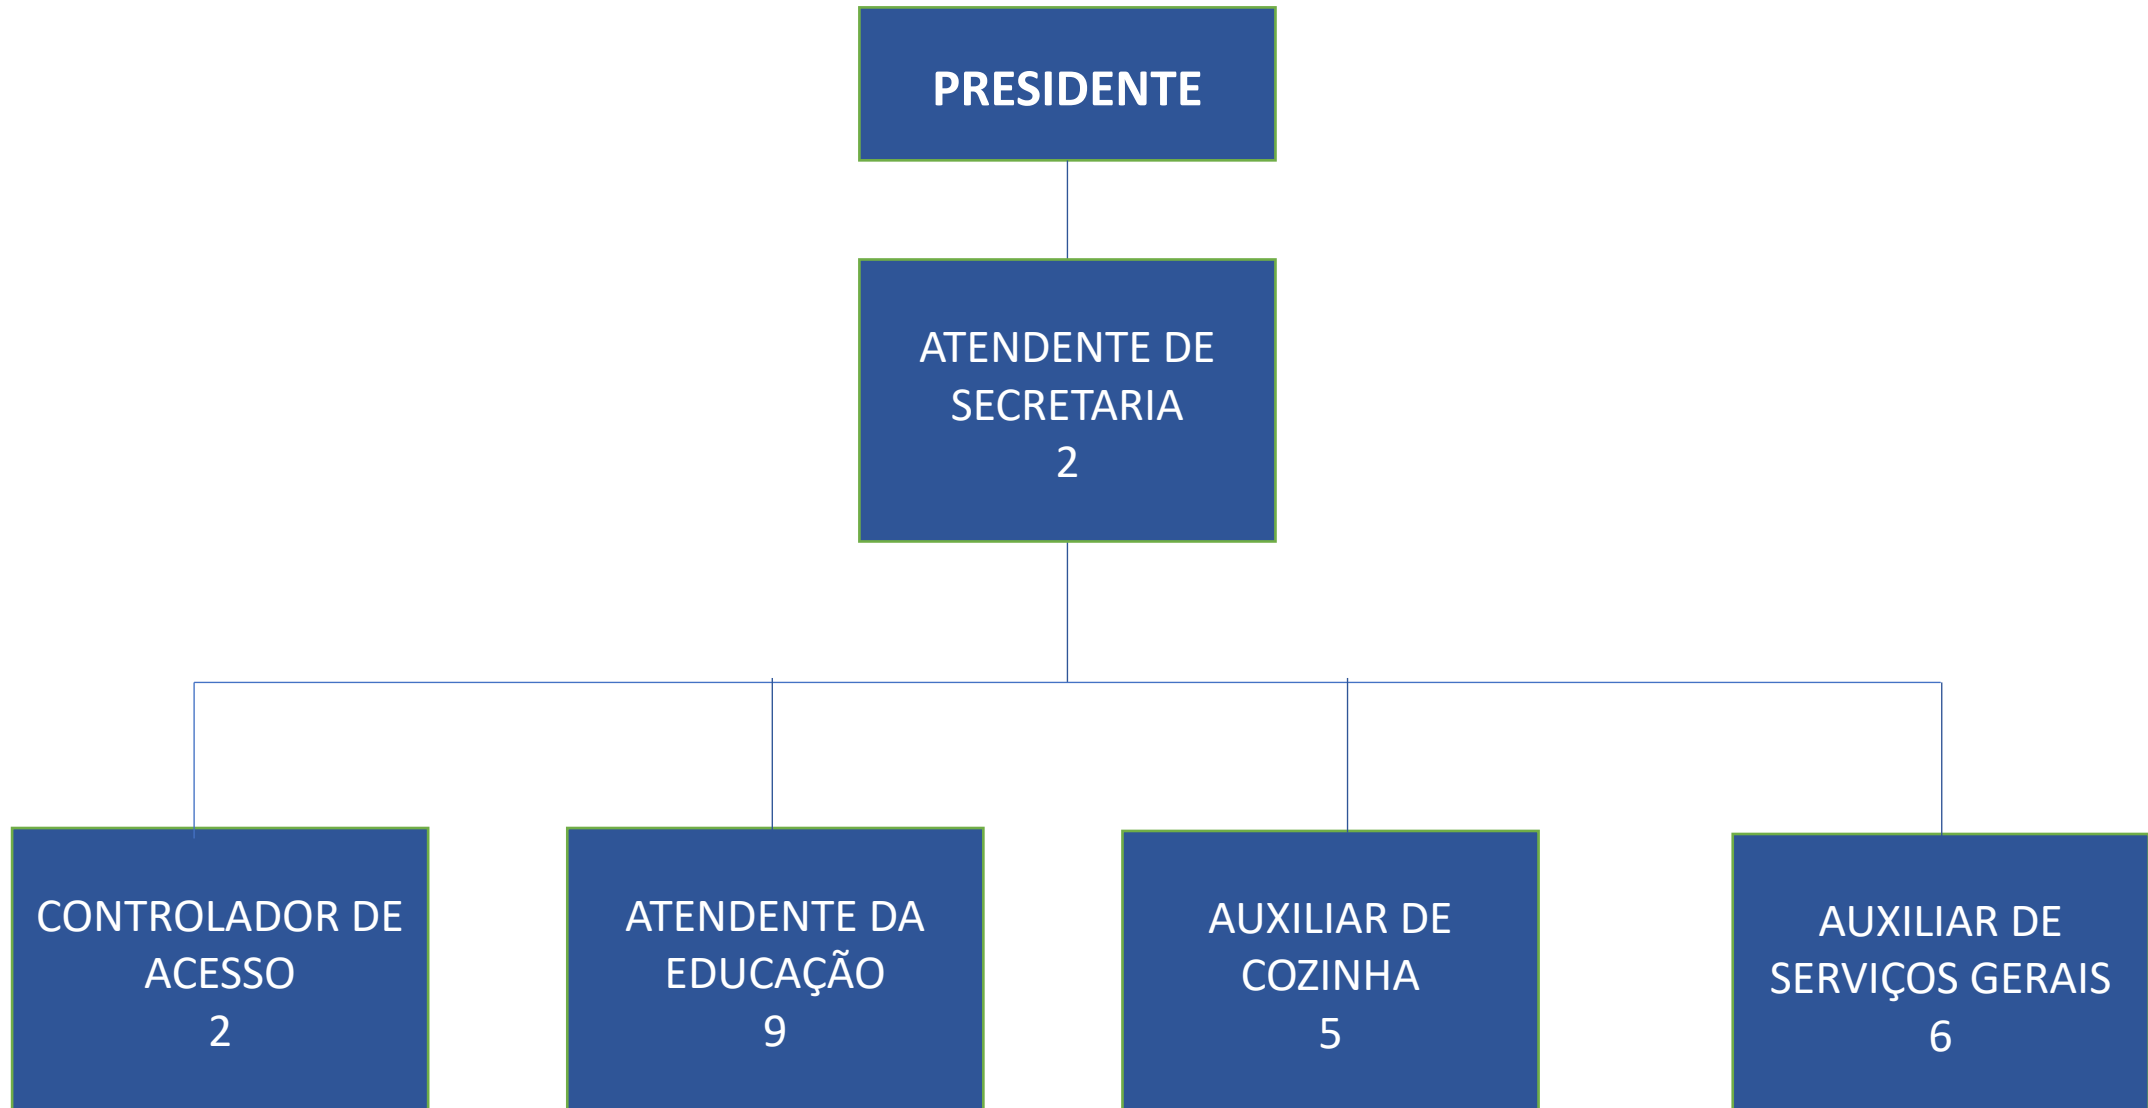 PRESIDENTE
ATENDENTE DE
SECRETARIA
2
CONTROLADOR DE
ACESSO
2
ATENDENTE DA
EDUCAÇÃO
9
AUXILIAR DE
COZINHA
5
AUXILIAR DE
SERVIÇOS GERAIS
6